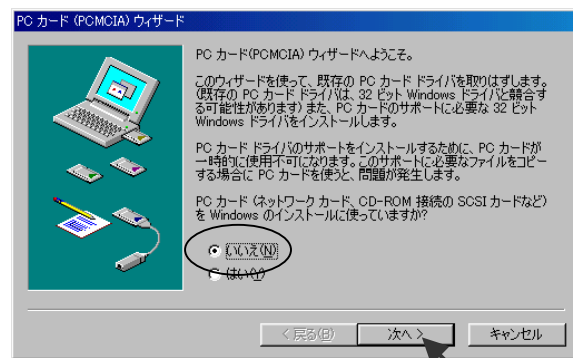 PC カード (PCMCIA) ウィザード
PC カード(PCMCIA) ウィザードへようこそ。
このウィザードを使って、既存の PC カード ドライバを取りはずします。
(既存の PC カード ドライバは、32 ビット Windows ドライバと競合す
る可能性があります) また、PC カードのサポートに必要な 32 ビット
Windows ドライバをインストールします。
PC カード ドライバのサポートをインストールするために、PC カードが
一時的に使用不可になります。このサポートに必要なファイルをコピー
する場合に PC カードを使うと、問題が発生します。
PC カード (ネットワーク カード、CD-ROM 接続の SCSI カードなど)
を Windows のインストールに使っていますか?
いいえ(N)
はい(Y)
< 戻る(B)
次へ >
キャンセル